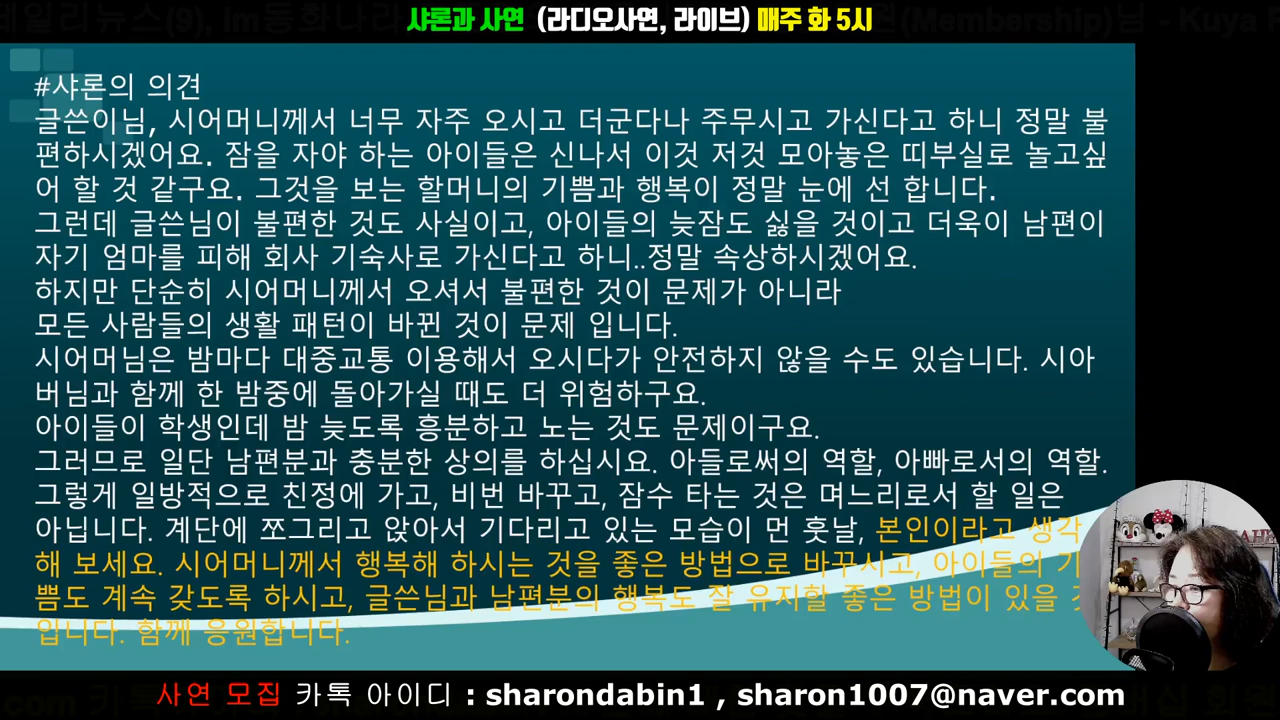 샤론과 사연 (라디오사연, 라이브) 매주 화 5시
#샤론의 의견
글쓴이님, 시어머니께서 너무 자주 오시고 더군다나 주무시고 가신다고 하니 정말 불
편하시겠어요. 잠을 자야 하는 아이들은 신나서 이것 저것 모아놓은 띠부실로 놀고싶
어 할 것 같구요. 그것을 보는 할머니의 기쁨과 행복이 정말 눈에 선 합니다.
그런데 글쓴님이 불편한 것도 사실이고, 아이들의 늦잠도 싫을 것이고 더욱이 남편이
자기 엄마를 피해 회사 기숙사로 가신다고 하니..정말 속상하시겠어요.
하지만 단순히 시어머니께서 오셔서 불편한 것이 문제가 아니라
모든 사람들의 생활 패턴이 바뀐 것이 문제 입니다.
시어머님은 밤마다 대중교통 이용해서 오시다가 안전하지 않을 수도 있습니다. 시아
버님과 함께 한 밤중에 돌아가실 때도 더 위험하구요.
아이들이 학생인데 밤 늦도록 흥분하고 노는 것도 문제이구요.
그러므로 일단 남편분과 충분한 상의를 하십시요. 아들로써의 역할, 아빠로서의 역할.
그렇게 일방적으로 친정에 가고, 비번 바꾸고, 잠수 타는 것은 며느리로서 할 일은
아닙니다. 계단에 쪼그리고 앉아서 기다리고 있는 모습이 먼 훗날, 본인이라고 생각
해 보세요. 시어머니께서 행복해 하시는 것을 좋은 방법으로 바꾸시고, 아이들의 기
쁨도 계속 갖도록 하시고, 글쓴님과 남편분의 행복도 잘 유지할 좋은 방법이 있을
입니다. 함께 응원합니다.
사연 모집 카톡 아이디 : sharondabin1 , sharon1007@naver.com